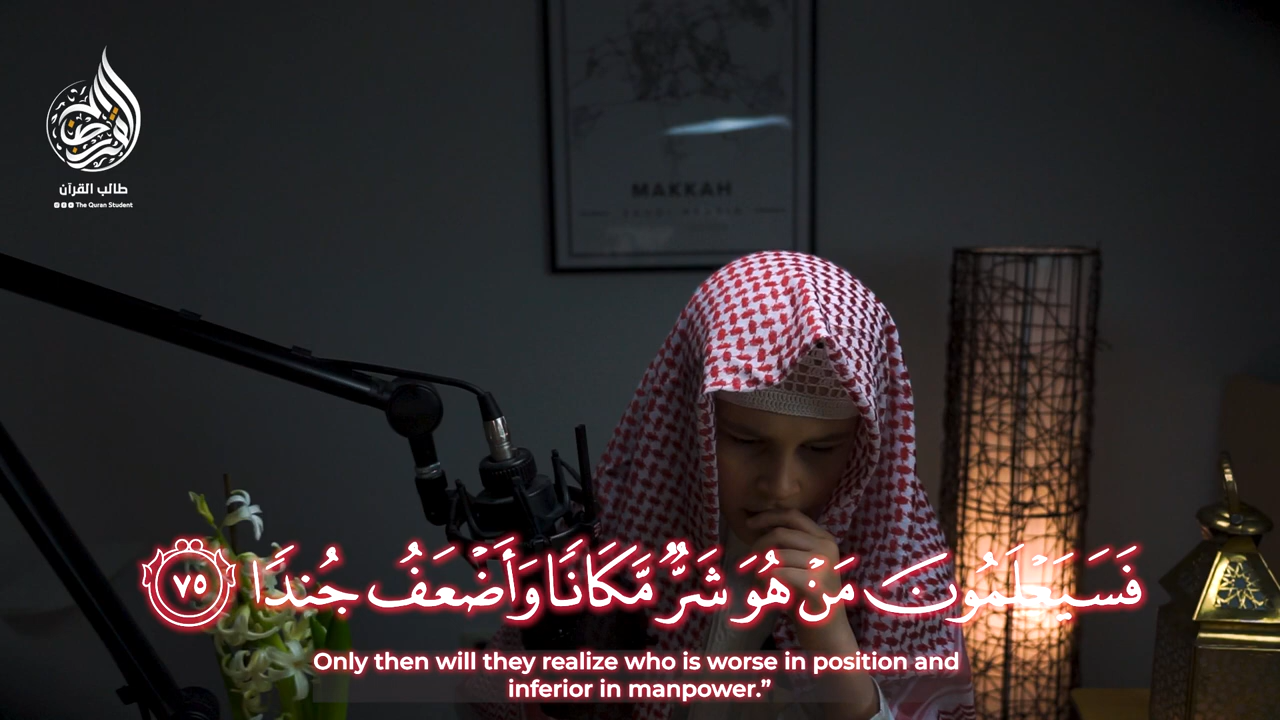 طالب القرآن
The Quran Student
MAKKAH
فَسَيَعْلَمُونَ مَنْ هُوَ شَرٌّ مَّكَانًا وَأَضْعَفُ جُندًا ٧٥
Only then will they realize who is worse in position and
inferior in manpower.”